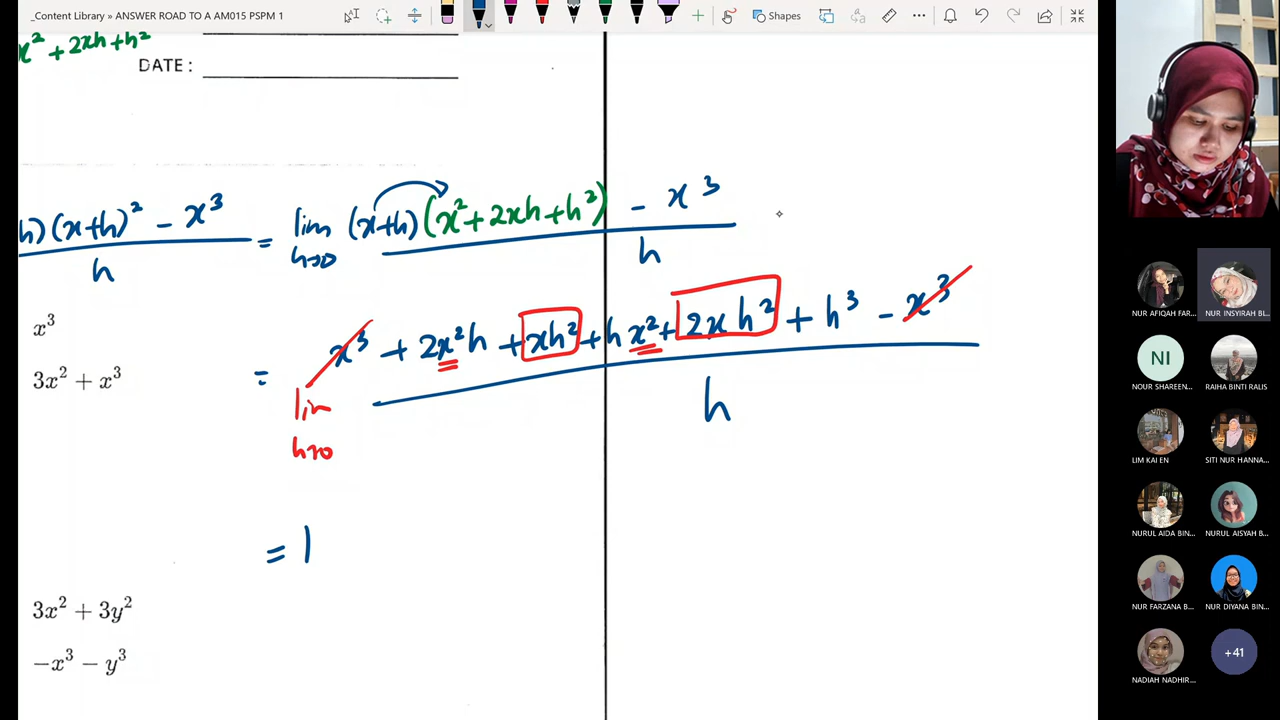 _Content Library » ANSWER ROAD TO A AM015 PSPM 1
Shapes
x² + 2xh + h²
DATE :
h)(x+h)² - x³
h
= lim h→0 (x+h)(x²+2xh+h²) - x³
h
x³
3x² + x³
= lim h→0 x³ + 2x²h + xh² + hx² + 2xh² + h³ - x³
h
= l
3x² + 3y²
-x³ - y³
NUR AFIQAH FAR...
NUR INSYIRAH BI...
NI
NOUR SHAREEN...
RAIHA BINTI RALIS
LIM KAI EN
SITI NUR HANNA...
NURUL AIDA BIN...
NURUL AISYAH B...
NUR FARZANA B...
NUR DIYANA BIN...
NADIAH NADHIR...
+41